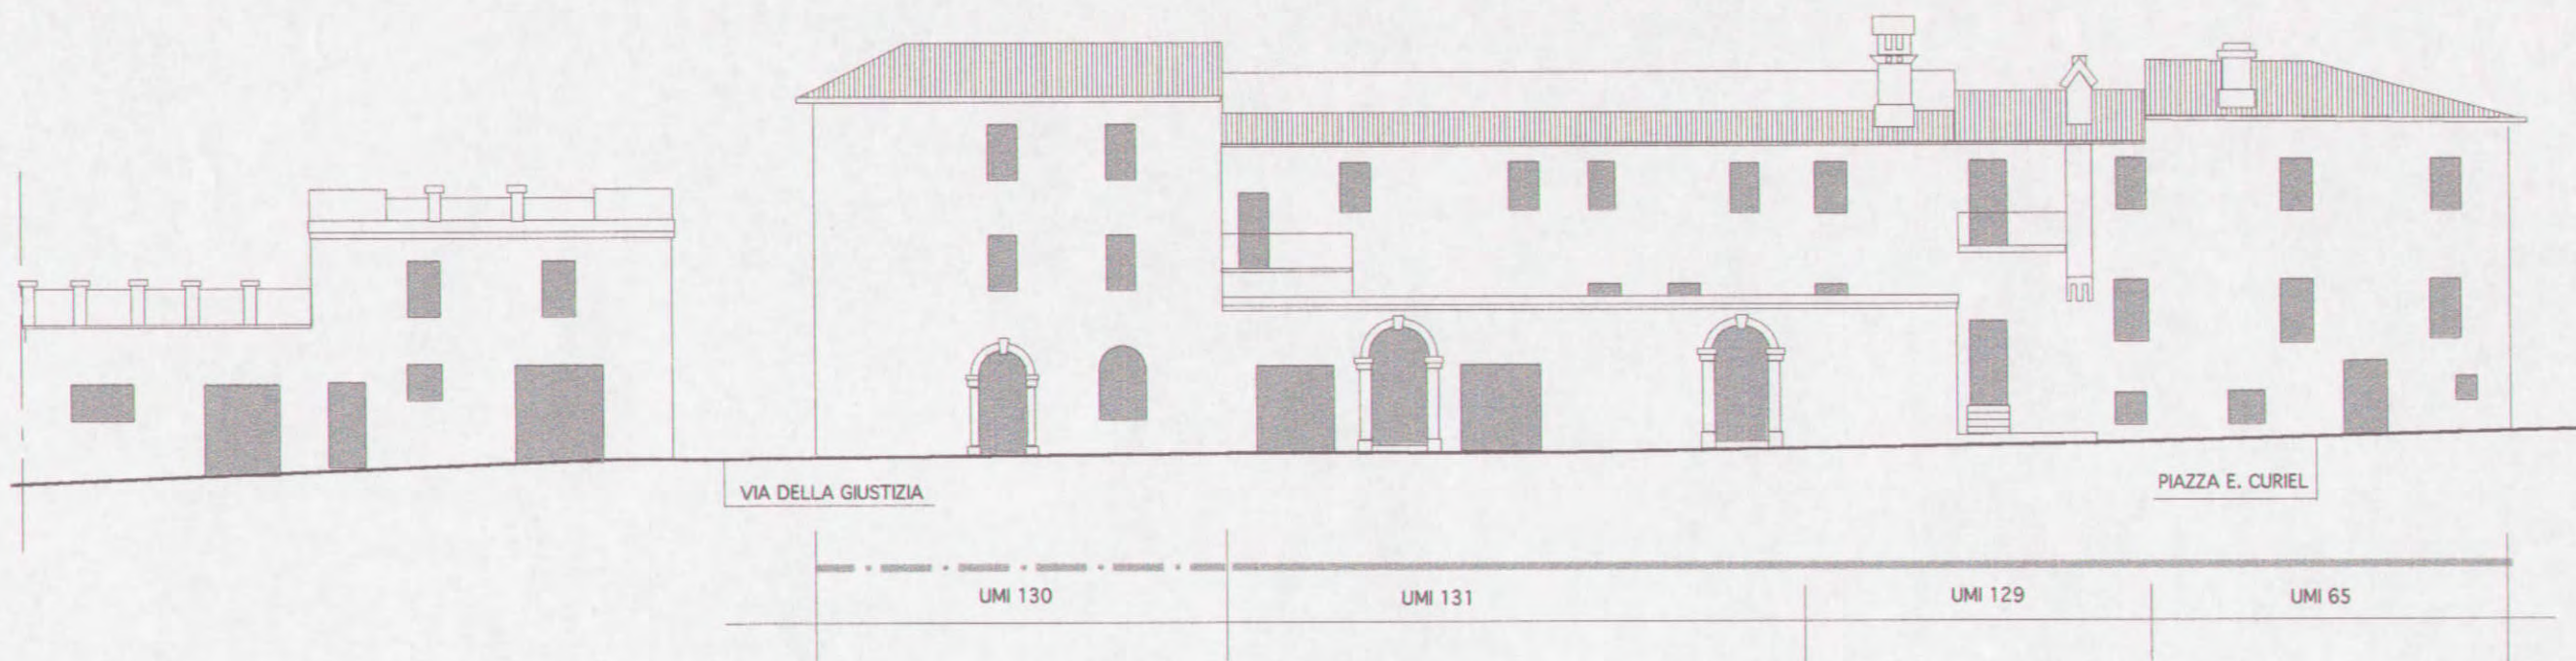 VIA DELLA GIUSTIZIA
PIAZZA E. CURIEL
UMI 130
UMI 131
UMI 129
UMI 65